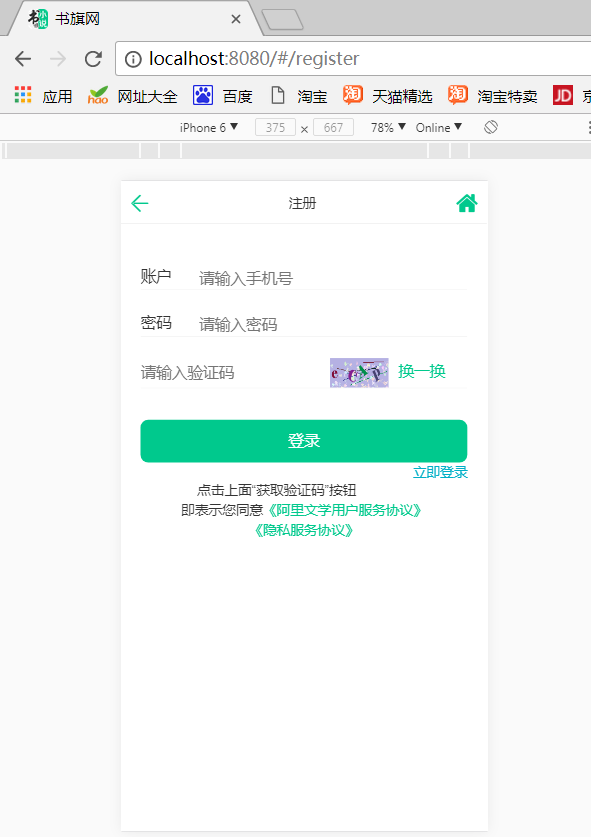 书旗网
localhost:8080/#/register
应用 网址大全 百度 淘宝 天猫精选 淘宝特卖
iPhone 6 ▼ 375 × 667 78% ▼ Online ▼
注册
账户 请输入手机号
密码 请输入密码
请输入验证码 换一换
登录
立即登录
点击上面“获取验证码”按钮
即表示您同意《阿里文学用户服务协议》
《隐私服务协议》